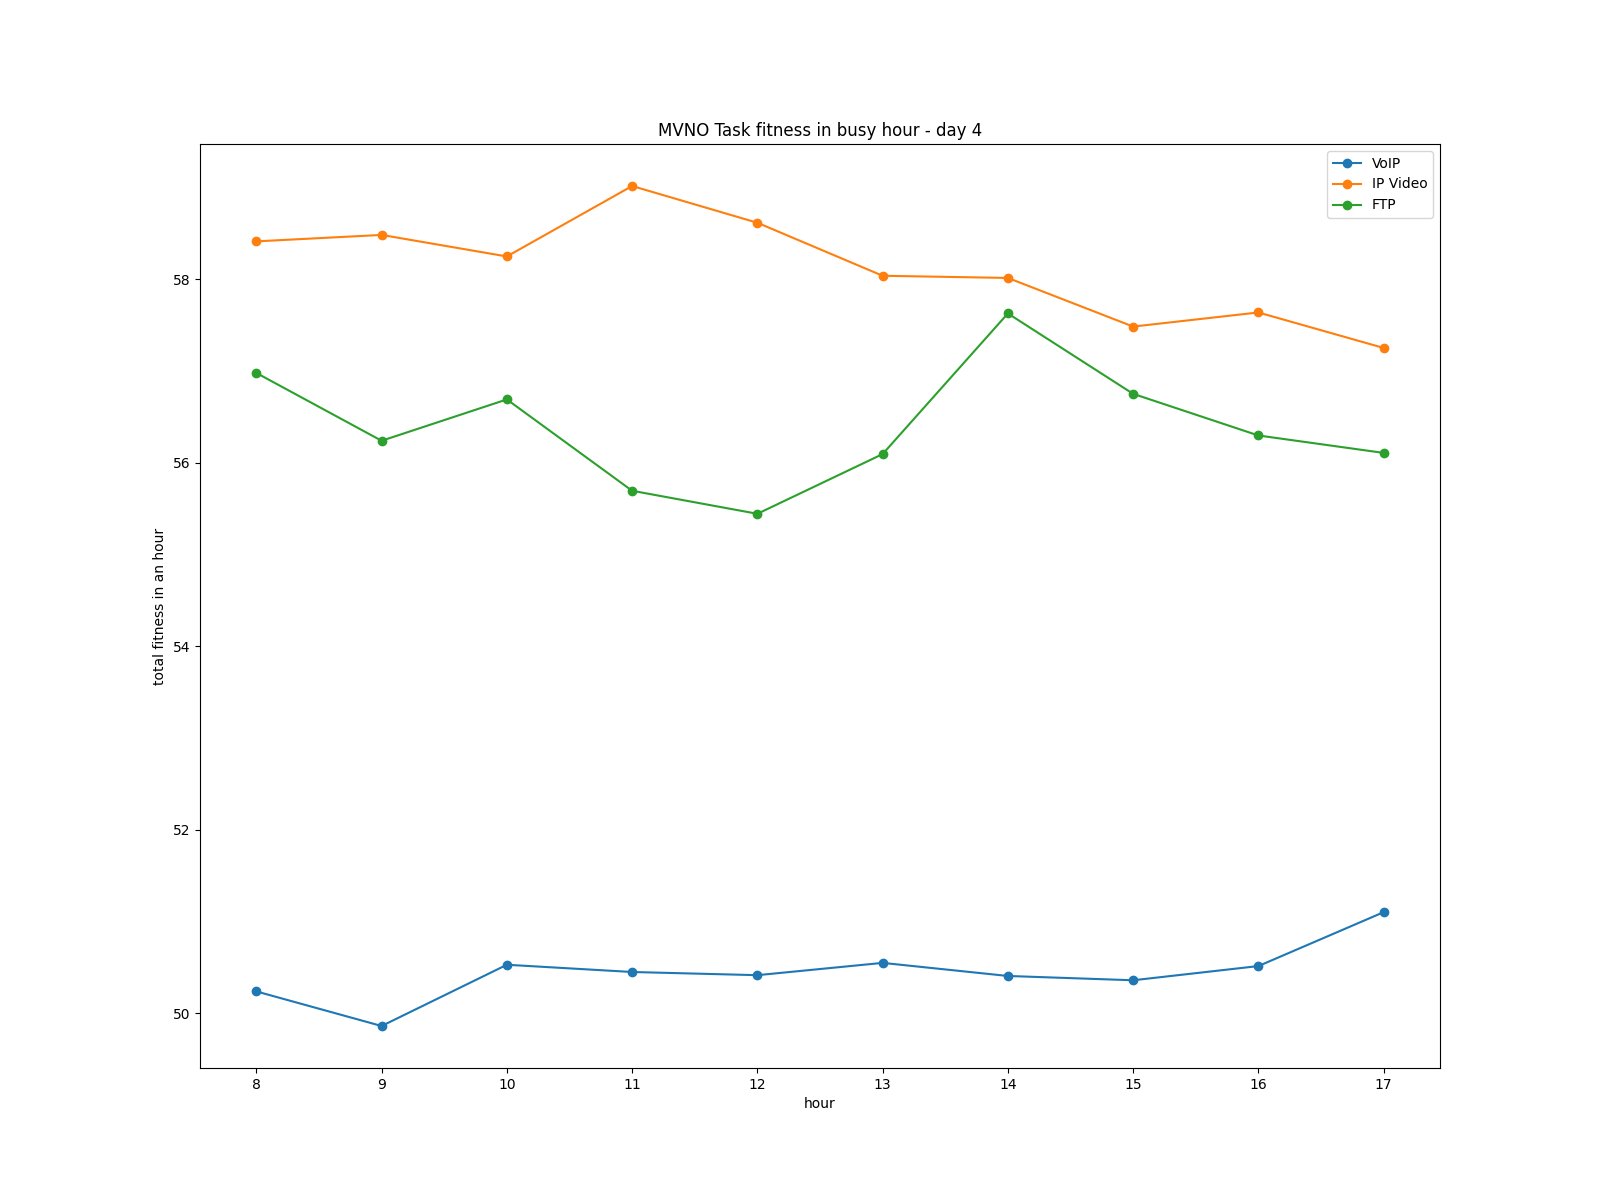 MVNO Task fitness in busy hour - day 4
VoIP
IP Video
FTP
total fitness in an hour
58
56
54
52
50
8 9 10 11 12 13 14 15 16 17
hour